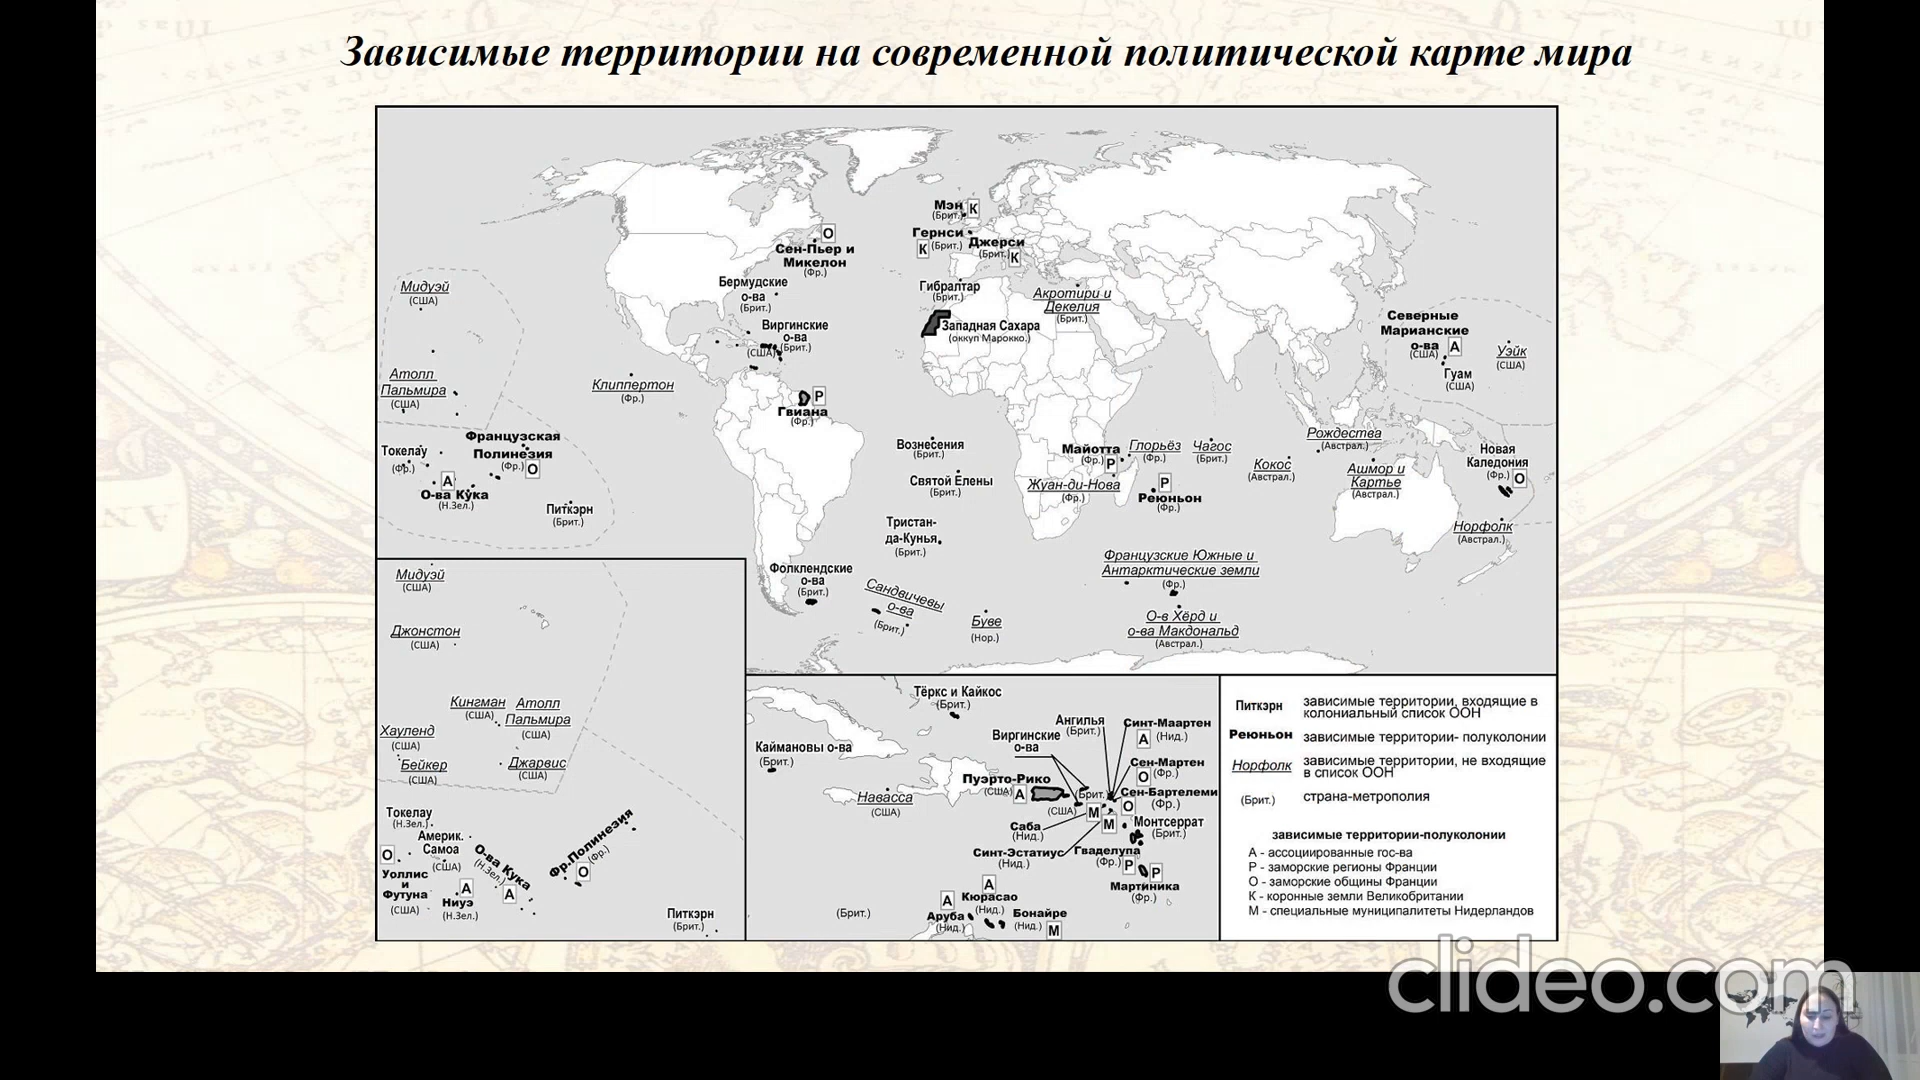 Зависимые территории на современной политической карте мира
Мэн К
(Брит.)
Гернси
К (Брит.)
Джерси
(Брит.) К
О
Сен-Пьер и
Микелон
(Фр.)
Бермудские
о-ва
(Брит.)
Гибралтар
(Брит.)
Акротири и
Декелия
(Брит.)
Мидуэй
(США)
Виргинские
о-ва
(США) (Брит.)
Западная Сахара
(оккуп Марокко.)
Северные
Марианские
о-ва А
(США)
Гуам
(США)
Уэйк
(США)
Атолл
Пальмира
(США)
Клиппертон
(Фр.)
Р
Гвиана
(Фр.)
Токелау
(Фр.)
Французская
Полинезия
(Фр.) О
А
О-ва Кука
(Н.Зел.)
Питкэрн
(Брит.)
Вознесения
(Брит.)
Святой Елены
(Брит.)
Тристан-
да-Кунья
(Брит.)
Майотта
(Фр.) Р
Глорьёз
(Фр.)
Чагос
(Брит.)
Жуан-ди-Нова
(Фр.)
Р
Реюньон
(Фр.)
Кокос
(Австрал.)
Рождества
(Австрал.)
Ашмор и
Картье
(Австрал.)
Новая
Каледония
(Фр.) О
Норфолк
(Австрал.)
Фолклендские
о-ва
(Брит.)
Сандвичевы
о-ва
(Брит.)
Буве
(Нор.)
Французские Южные и
Антарктические земли
(Фр.)
О-в Хёрд и
о-ва Макдональд
(Австрал.)
Мидуэй
(США)
Джонстон
(США)
Кингман
(США)
Атолл
Пальмира
(США)
Хауленд
(США)
Бейкер
(США)
Джарвис
(США)
Токелау
(Н.Зел.)
Америк.
Самоа
(США)
О
Уоллис
и
Футуна
(США)
О-ва Кука
(Н.Зел.)
А
А
Ниуэ
(Н.Зел.)
Фр.Полинезия
(Фр.)
О
Питкэрн
(Брит.)
Тёркс и Кайкос
(Брит.)
Каймановы о-ва
(Брит.)
Навасса
(США)
Ангилья
(Брит.)
Виргинские
о-ва
Синт-Маартен
А (Нид.)
Сен-Мартен
О (Фр.)
Пуэрто-Рико
(США) А
(Брит.)
(США)
Сен-Бартелеми
О (Фр.)
М
М
Саба
(Нид.)
Монтсеррат
(Брит.)
Синт-Эстатиус
(Нид.)
Гваделупа
(Фр.) Р
Р
Мартиника
(Фр.)
(Брит.)
А
Аруба
(Нид.)
А
Кюрасао
(Нид.)
Бонайре
(Нид.) М
Питкэрн зависимые территории, входящие в
колониальный список ООН
Реюньон зависимые территории- полуколонии
Норфолк зависимые территории, не входящие
в список ООН
(Брит.) страна-метрополия
зависимые территории-полуколонии
А - ассоциированные гос-ва
Р - заморские регионы Франции
О - заморские общины Франции
К - коронные земли Великобритании
М - специальные муниципалитеты Нидерландов
clideo.com